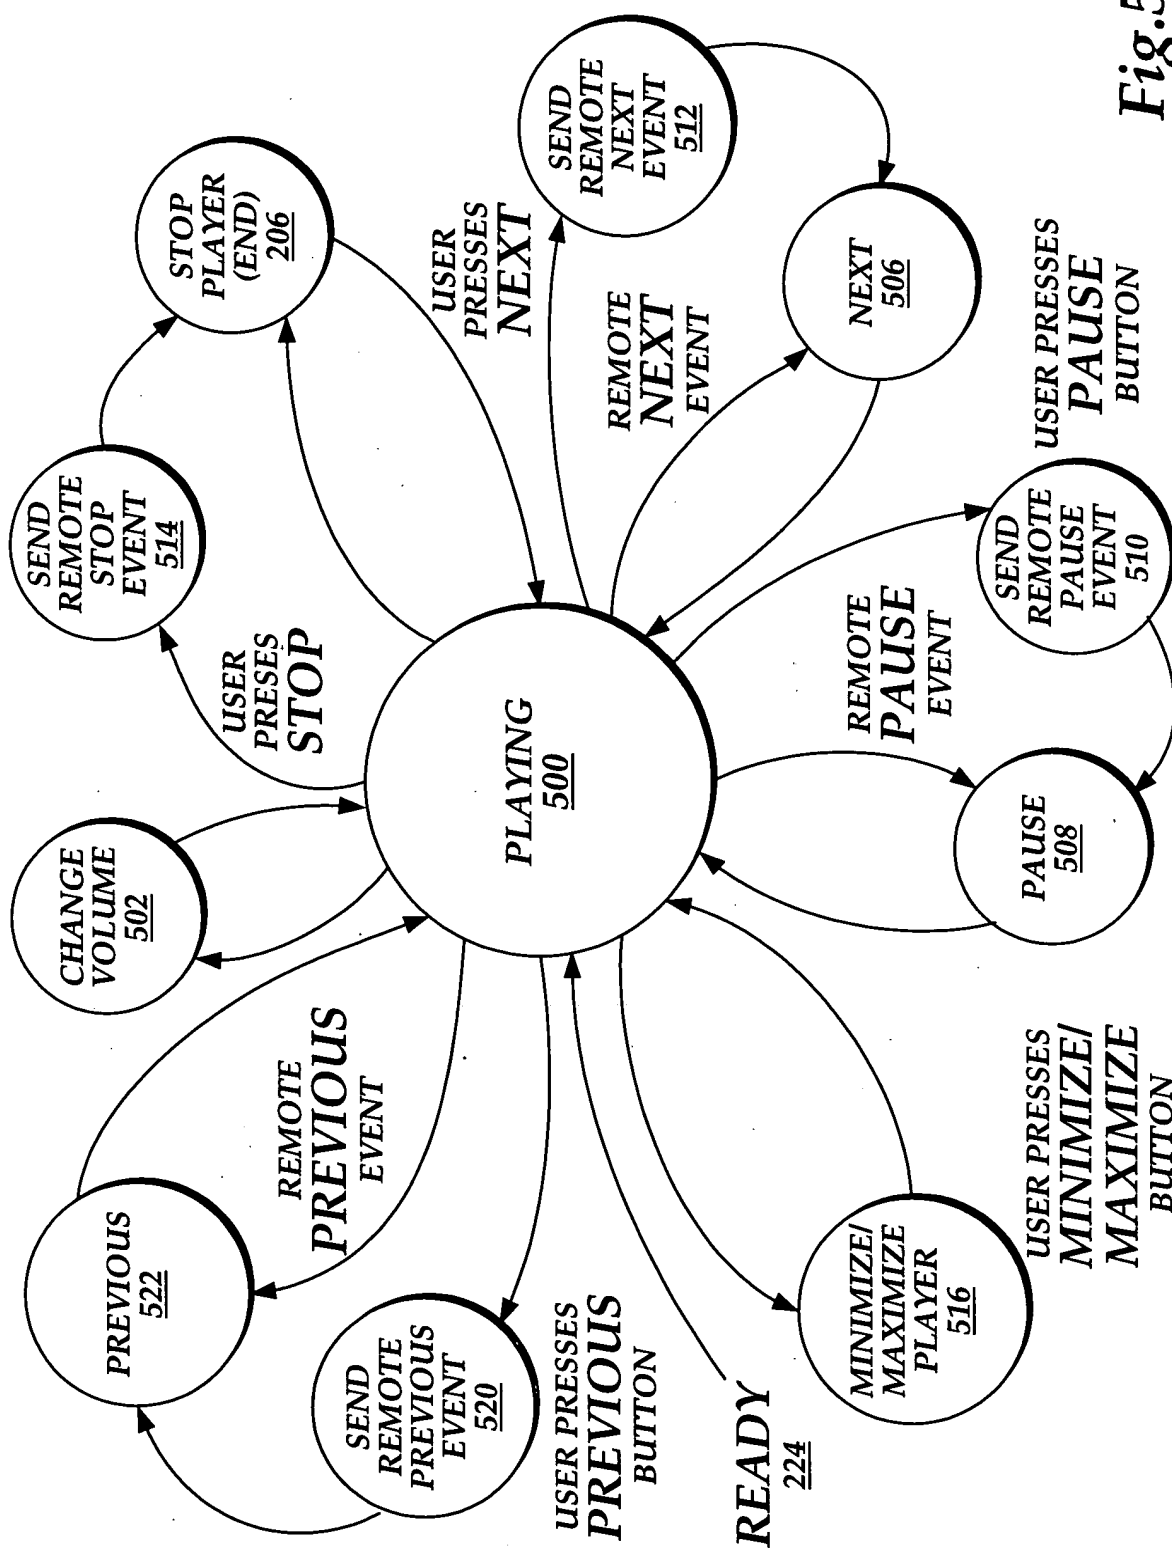 PREVIOUS
522
CHANGE
VOLUME
502
SEND
REMOTE
STOP
EVENT
514
STOP
PLAYER
(END)
206
USER
PRESES
STOP
REMOTE
PREVIOUS
EVENT
SEND
REMOTE
PREVIOUS
EVENT
520
USER PRESSES
PREVIOUS
BUTTON
PLAYING
500
USER
PRESSES
NEXT
SEND
REMOTE
NEXT
EVENT
512
REMOTE
NEXT
EVENT
READY
224
NEXT
506
MINIMIZE/
MAXIMIZE
PLAYER
516
REMOTE
PAUSE
EVENT
PAUSE
508
SEND
REMOTE
PAUSE
EVENT
510
USER PRESSES
MINIMIZE/
MAXIMIZE
BUTTON
USER PRESSES
PAUSE
BUTTON
Fig.5